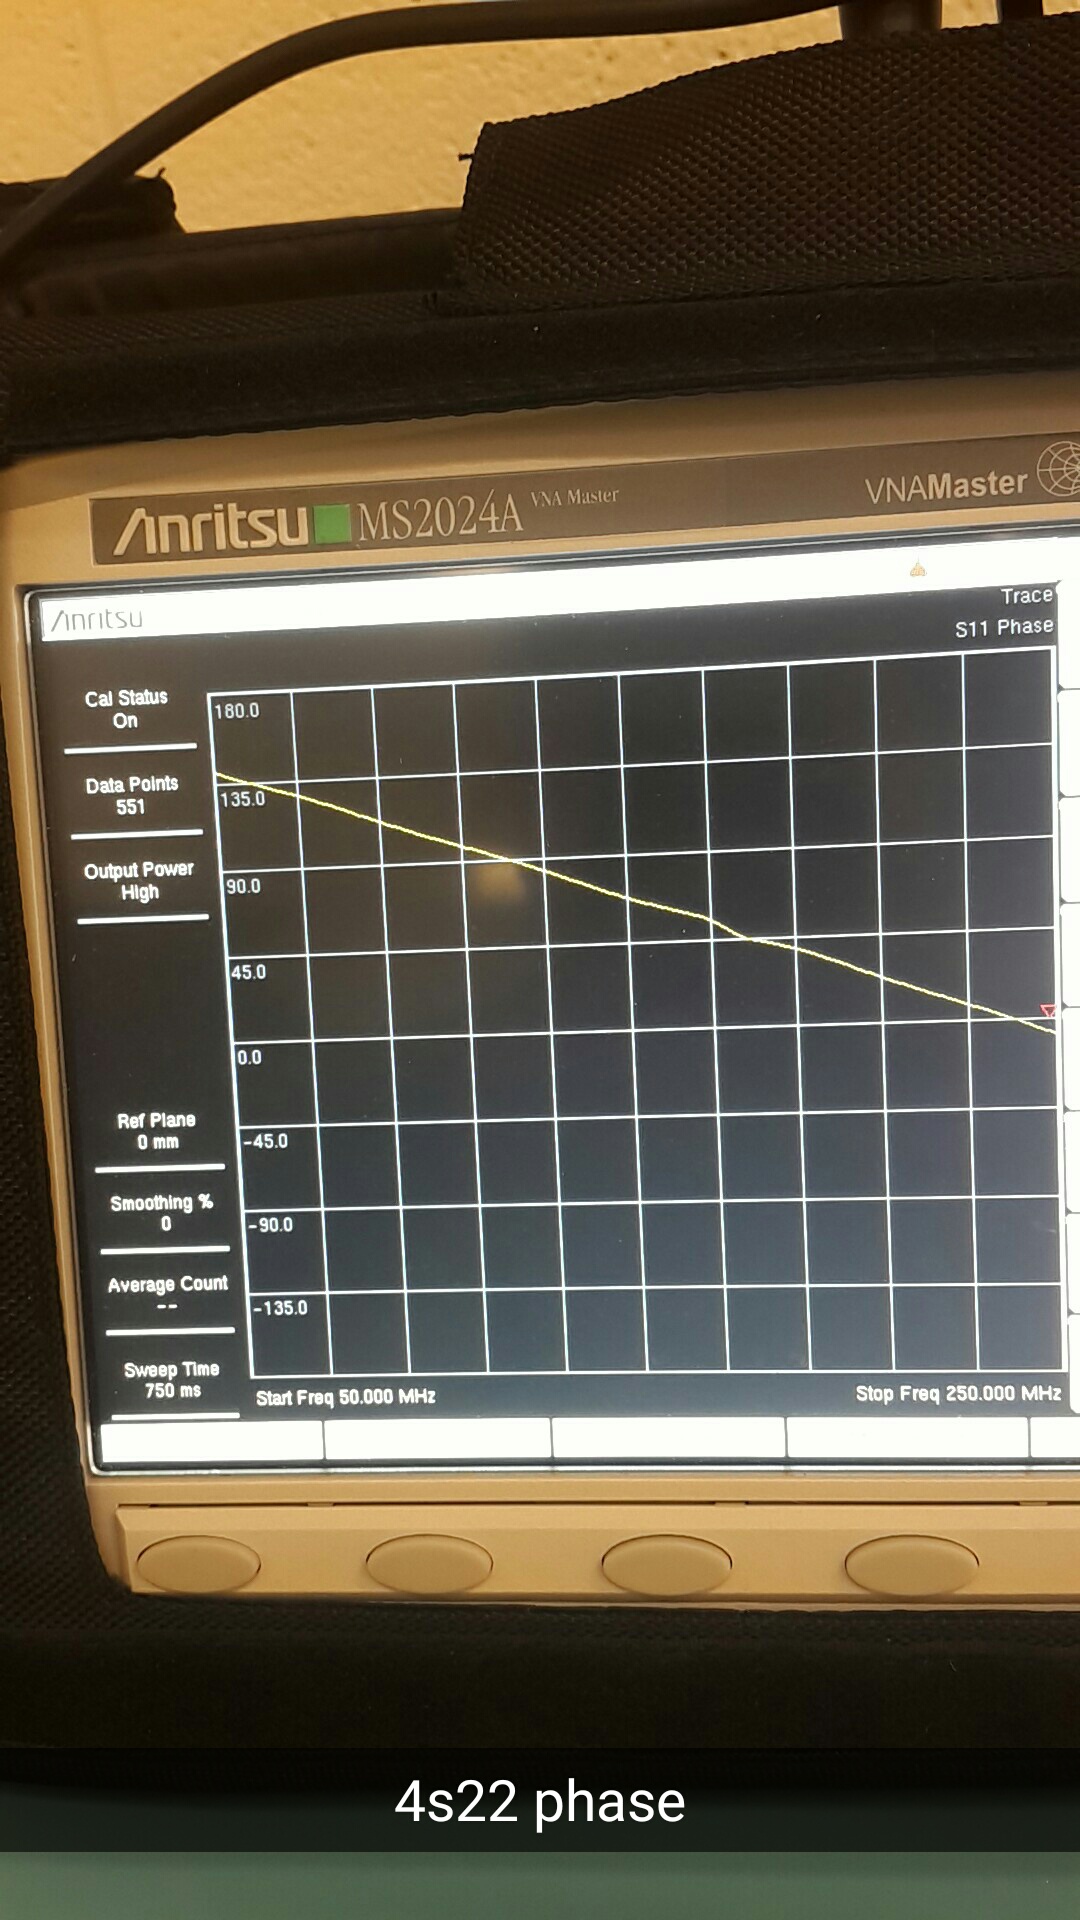 Anritsu MS2024A VNA Master
VNAMaster
Anritsu
Trace
S11 Phase
Cal Status
On
Data Points
551
Output Power
High
Ref Plane
0 mm
Smoothing %
0
Average Count
--
Sweep Time
750 ms
180.0
135.0
90.0
45.0
0.0
-45.0
-90.0
-135.0
Start Freq 50.000 MHz
Stop Freq 250.000 MHz
4s22 phase